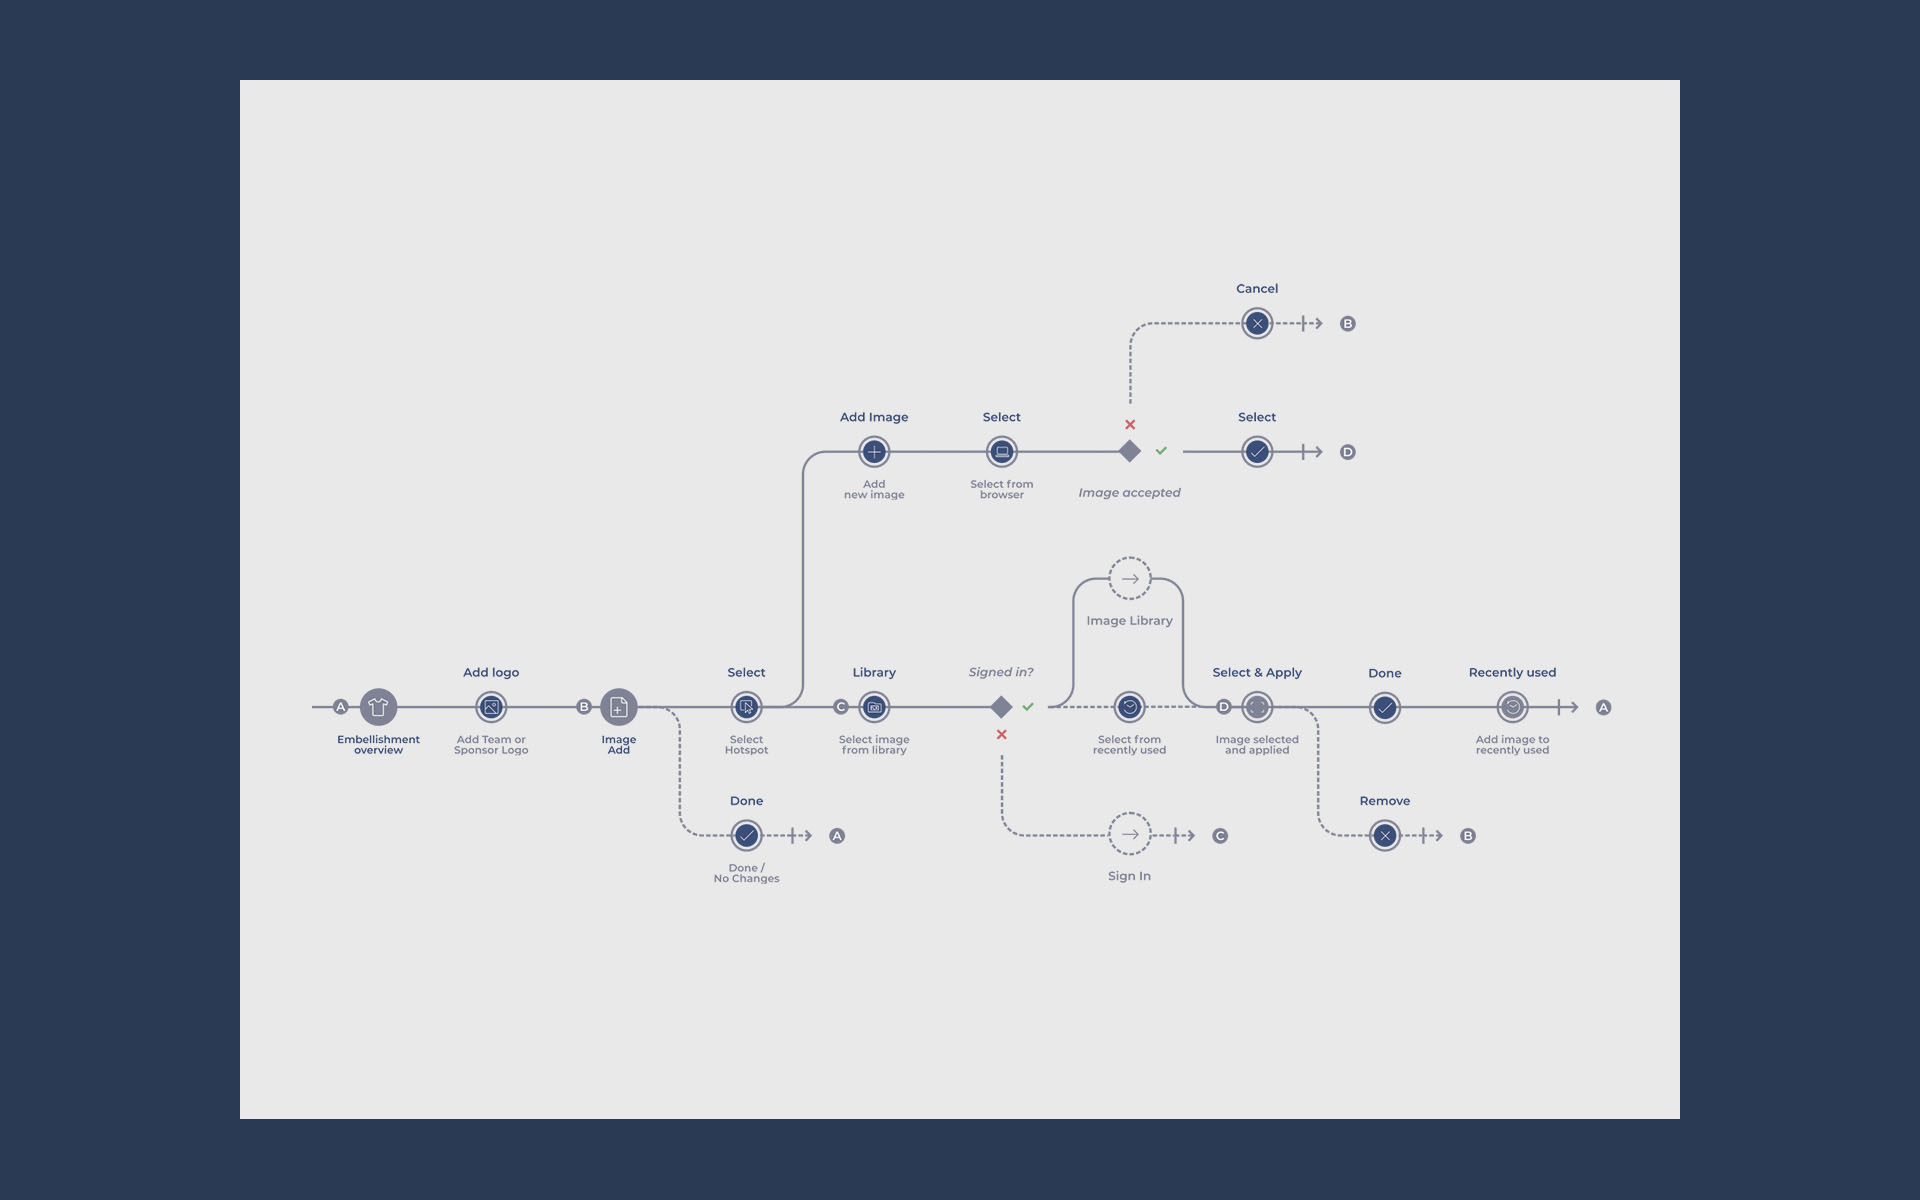 Cancel
B
Add Image
Select
Select
D
Add
new image
Select from
browser
Image accepted
Image Library
Add logo
Select
Library
Signed in?
Select & Apply
Done
Recently used
A
B
C
D
A
Embellishment
overview
Add Team or
Sponsor Logo
Image
Add
Select
Hotspot
Select image
from library
Select from
recently used
Image selected
and applied
Add image to
recently used
Done
Remove
A
C
B
Done /
No Changes
Sign In